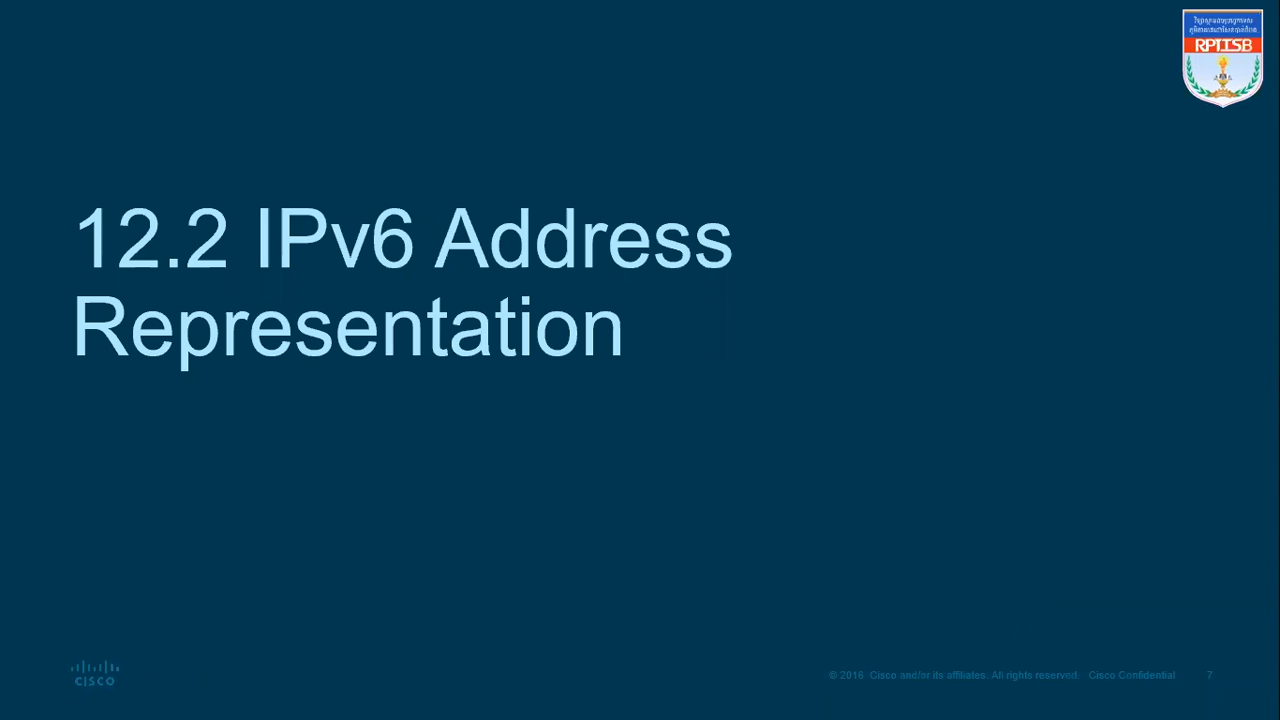 RPITSB
12.2 IPv6 Address
Representation
CISCO
© 2016 Cisco and/or its affiliates. All rights reserved. Cisco Confidential
7